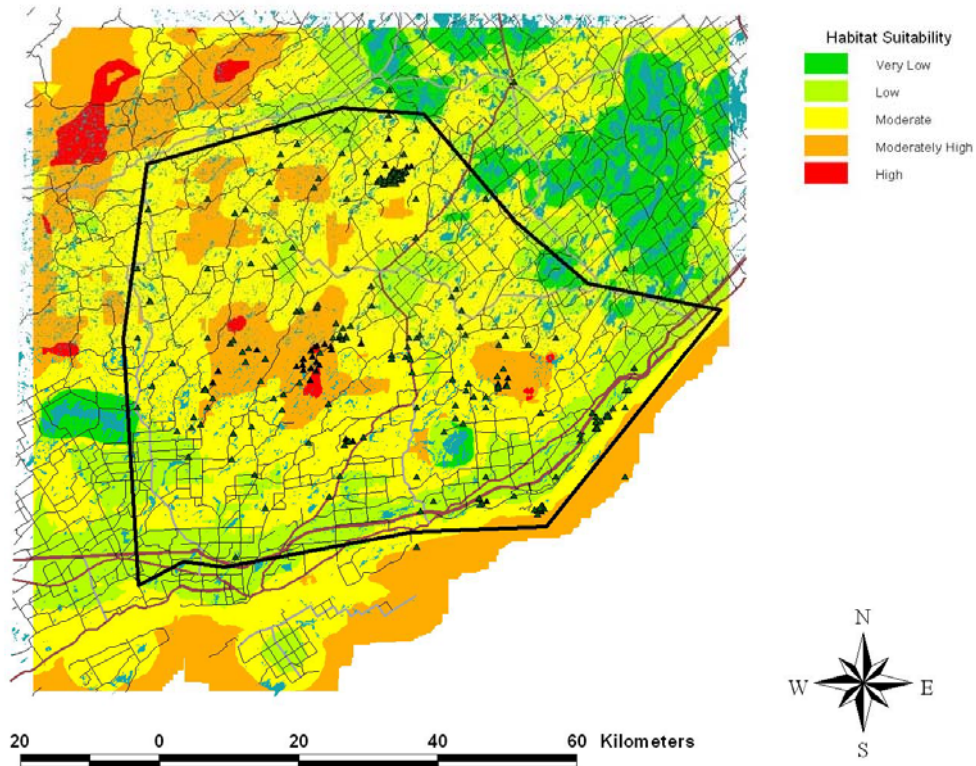 Habitat Suitability
Very Low
Low
Moderate
Moderately High
High
N
W E
S
20 0 20 40 60 Kilometers